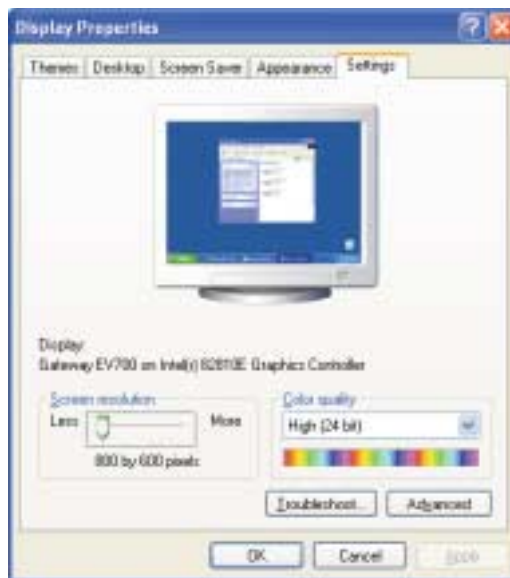 Display Properties
Themes Desktop Screen Saver Appearance Settings
Display:
Gateway EV700 on Intel(r) 82810E Graphics Controller
Screen resolution
Less More
800 by 600 pixels
Color quality
High (24 bit)
Troubleshoot... Advanced
OK Cancel Apply